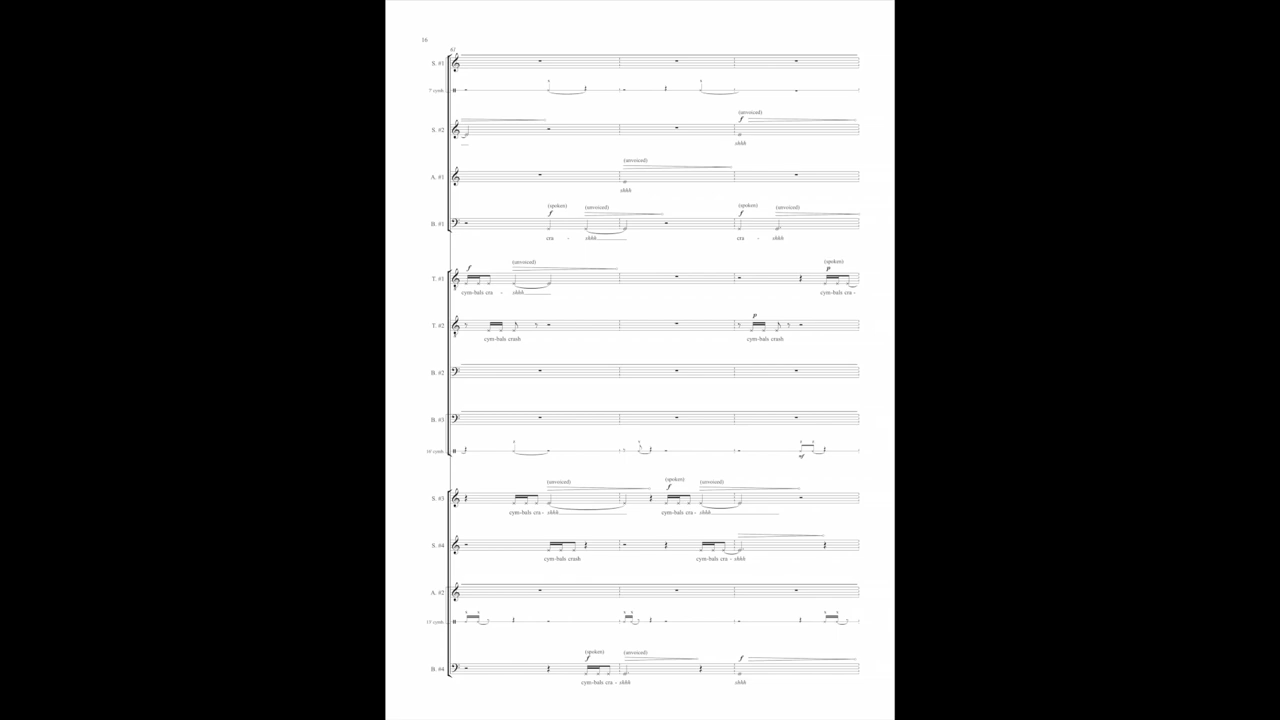 16
61
S. #1
7 cymb.
(unvoiced)
f
S. #2
shhh
(unvoiced)
A. #1
shhh
(spoken) (unvoiced) (spoken) (unvoiced)
f f
B. #1
cra - shhh cra - shhh
(unvoiced) (spoken)
f p
T. #1
cym-bals cra - shhh cym-bals cra -
p
T. #2
cym-bals crash cym-bals crash
B. #2
B. #3
cymb.
mf
(unvoiced) (spoken) (unvoiced)
f
S. #3
cym-bals cra - shhh cym-bals cra - shhh
S. #4
cym-bals crash cym-bals cra - shhh
A. #2
cymb.
(spoken) (unvoiced)
f f
B. #4
cym-bals cra - shhh shhh